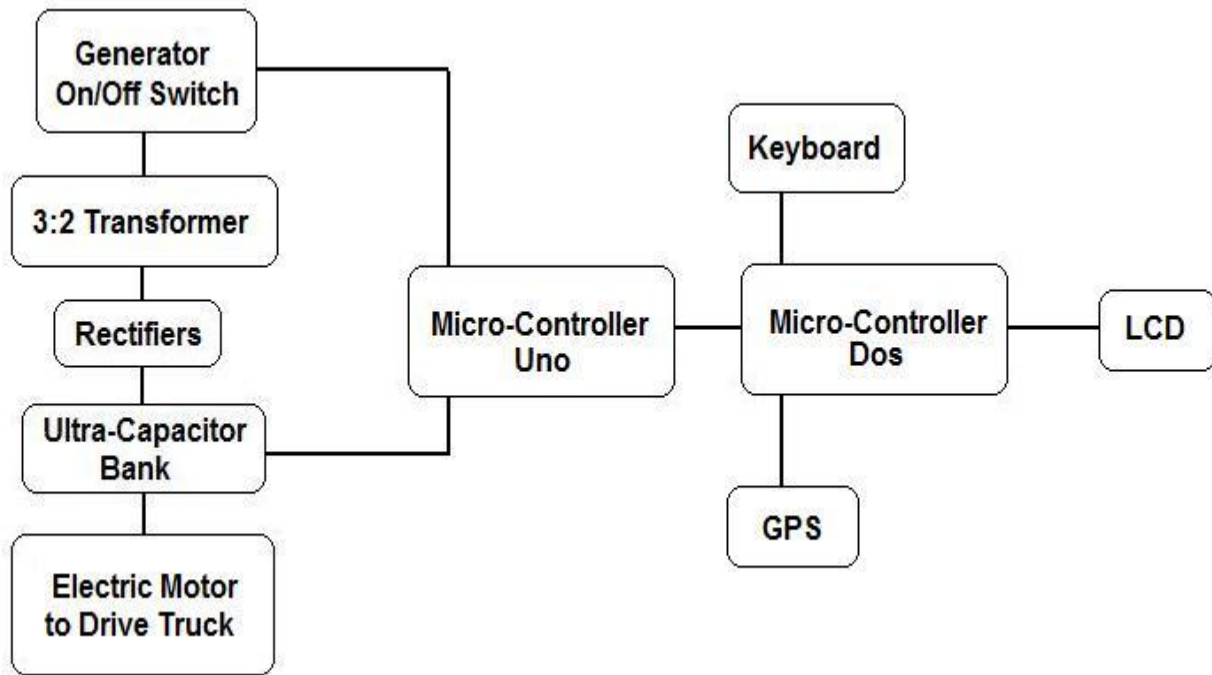 Generator
On/Off Switch
3:2 Transformer
Rectifiers
Ultra-Capacitor
Bank
Electric Motor
to Drive Truck
Micro-Controller
Uno
Keyboard
Micro-Controller
Dos
GPS
LCD